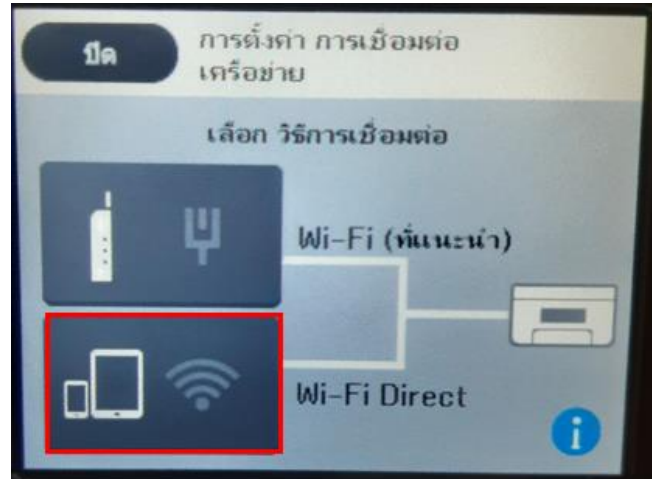 ปิด
การตั้งค่า การเชื่อมต่อ
เครือข่าย
เลือก วิธีการเชื่อมต่อ
Wi-Fi (ที่แนะนำ)
Wi-Fi Direct
i